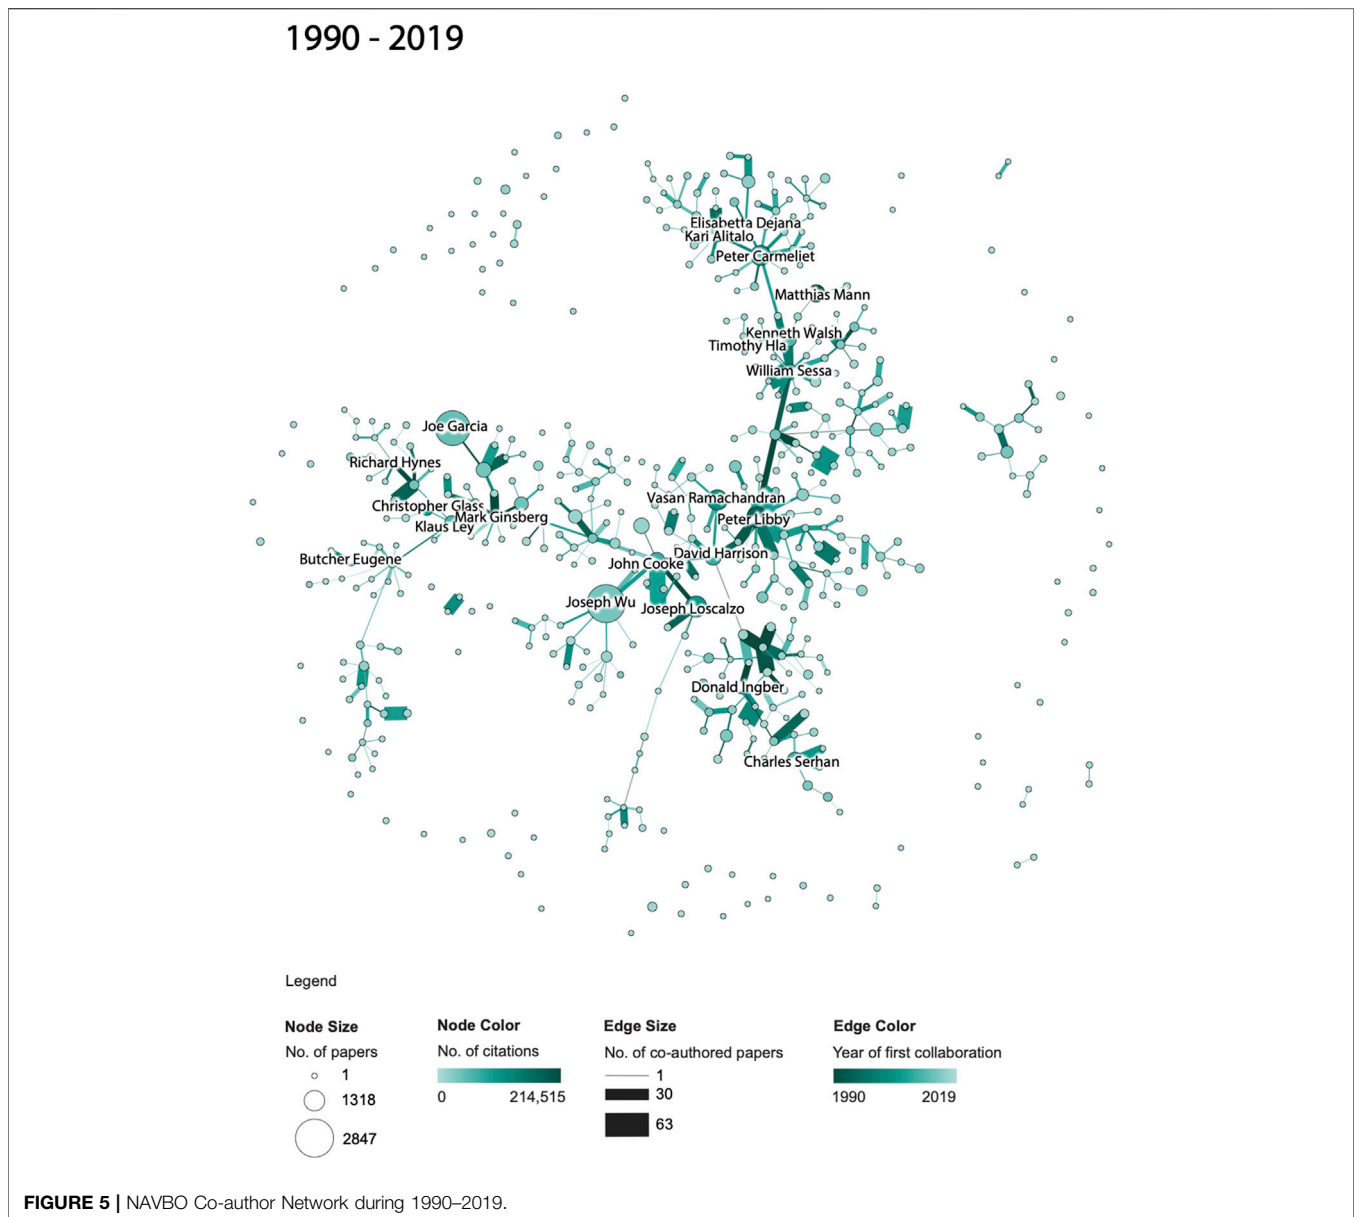 1990 - 2019
Elisabetta Dejana
Kari Alitalo
Peter Carmeliet
Matthias Mann
Kenneth Walsh
Timothy Hla
William Sessa
Joe Garcia
Richard Hynes
Vasan Ramachandran
Christopher Glass
Mark Ginsberg
Peter Libby
Klaus Ley
David Harrison
Butcher Eugene
John Cooke
Joseph Wu
Joseph Loscalzo
Donald Ingber
Charles Serhan
Legend
Node Size
No. of papers
1
1318
2847
Node Color
No. of citations
0 214,515
Edge Size
No. of co-authored papers
1
30
63
Edge Color
Year of first collaboration
1990 2019
FIGURE 5 | NAVBO Co-author Network during 1990–2019.